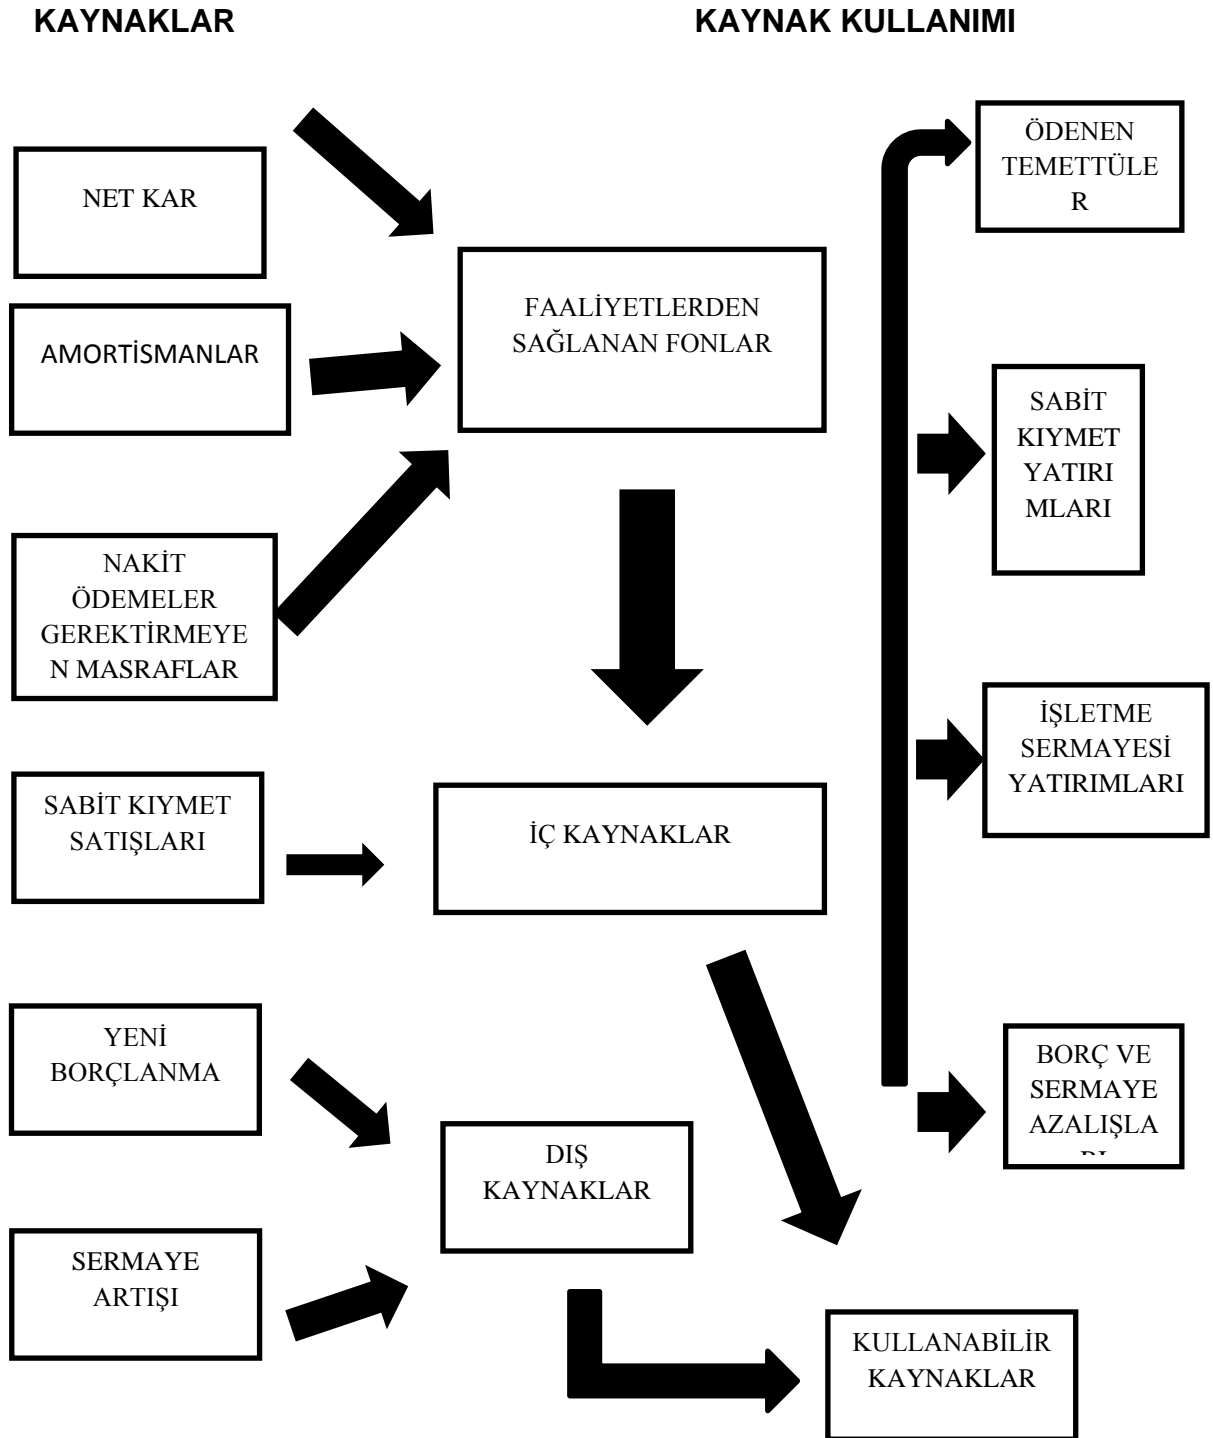 KAYNAKLAR
KAYNAK KULLANIMI
NET KAR
AMORTİSMANLAR
NAKİT
ÖDEMELER
GEREKTİRMEYE
N MASRAFLAR
SABİT KIYMET
SATIŞLARI
YENİ
BORÇLANMA
SERMAYE
ARTIŞI
FAALİYETLERDEN
SAĞLANAN FONLAR
İÇ KAYNAKLAR
DIŞ
KAYNAKLAR
KULLANABİLİR
KAYNAKLAR
ÖDENEN
TEMETTÜLE
R
SABİT
KIYMET
YATIRI
MLARI
İŞLETME
SERMAYESİ
YATIRIMLARI
BORÇ VE
SERMAYE
AZALIŞLA